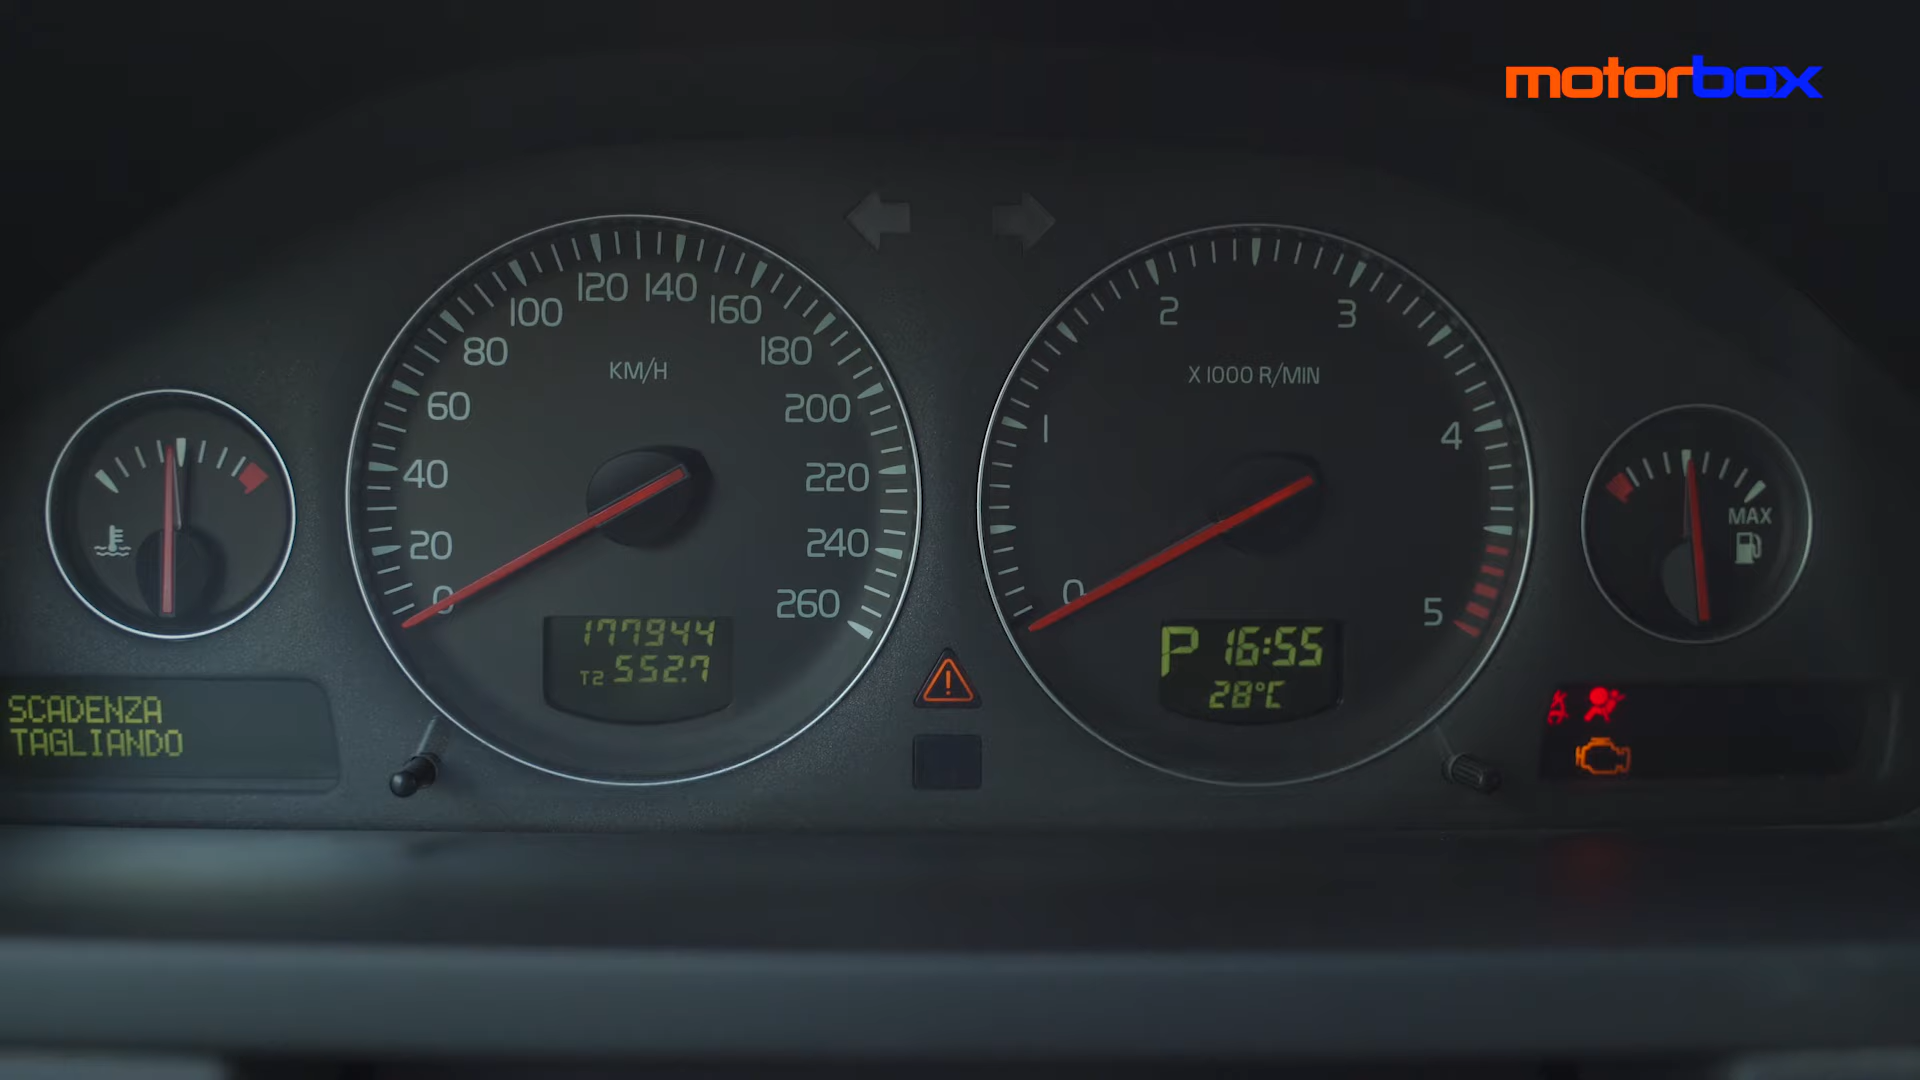 motorbox
120 140
100 160
80 180
60 200
40 220
20 240
0 260
KM/H
177944
T2 552.7
2 3
1 4
0 5
X 1000 R/MIN
P 16:55
28°C
MAX
SCADENZA
TAGLIANDO